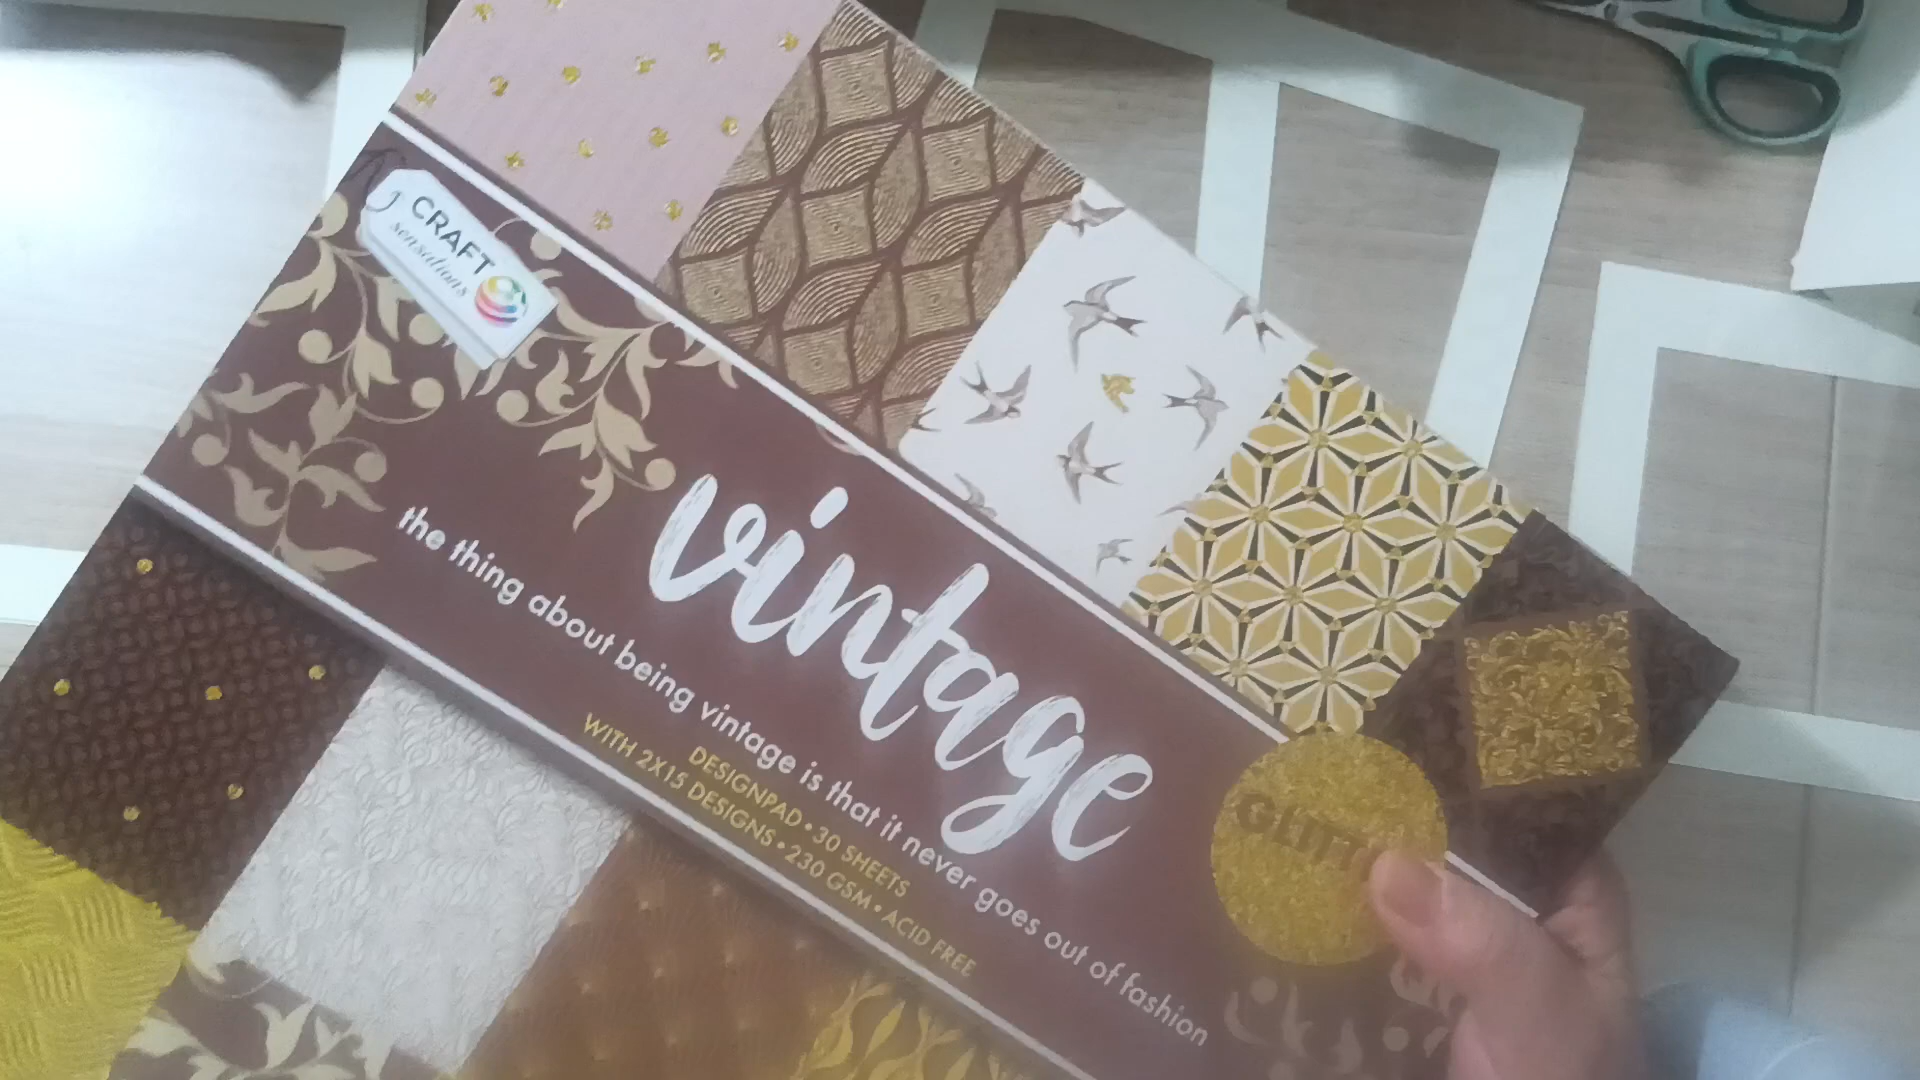 CRAFT
sensations
vintage
the thing about being vintage is that it never goes out of fashion
DESIGNPAD • 30 SHEETS
WITH 2X15 DESIGNS • 230 GSM • ACID FREE